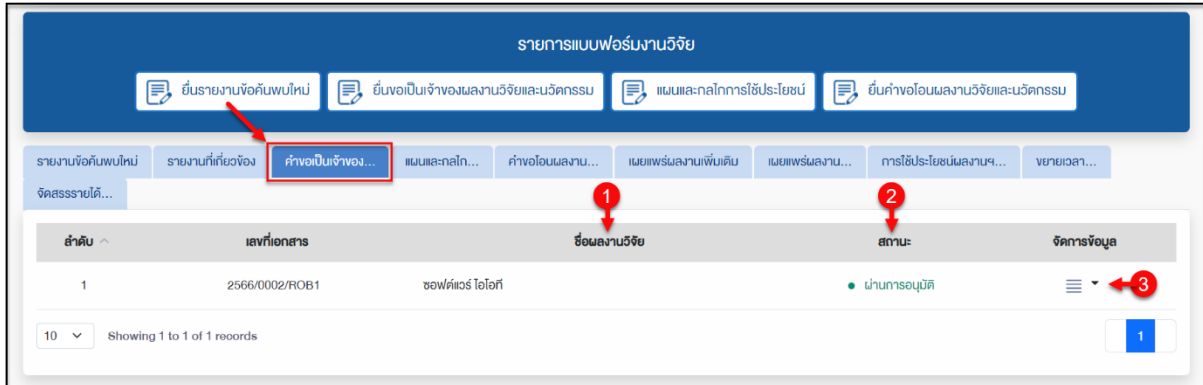 รายการแบบฟอร์มงานวิจัย
ยื่นรายงานข้อค้นพบใหม่ ยื่นขอเป็นเจ้าของผลงานวิจัยและนวัตกรรม แผนและกลไกการใช้ประโยชน์ ยื่นคำขอโอนผลงานวิจัยและนวัตกรรม
รายงานข้อค้นพบใหม่ รายงานที่เกี่ยวข้อง คำขอเป็นเจ้าของ... แผนและกลไก... คำขอโอนผลงาน... เผยแพร่ผลงานเพิ่มเติม เผยแพร่ผลงาน... การใช้ประโยชน์ผลงานฯ... ขยายเวลา...
จัดสรรรายได้...
1 2
ลำดับ เลขที่เอกสาร ชื่อผลงานวิจัย สถานะ จัดการข้อมูล
1 2566/0002/ROB1 ซอฟต์แวร์ ไอโอที ผ่านการอนุมัติ 3
10 Showing 1 to 1 of 1 records 1